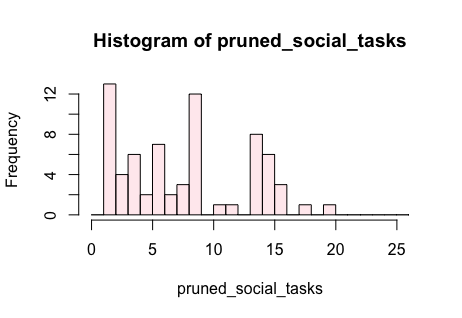 Histogram of pruned_social_tasks
Frequency
12
8
4
0
0 5 10 15 20 25
pruned_social_tasks